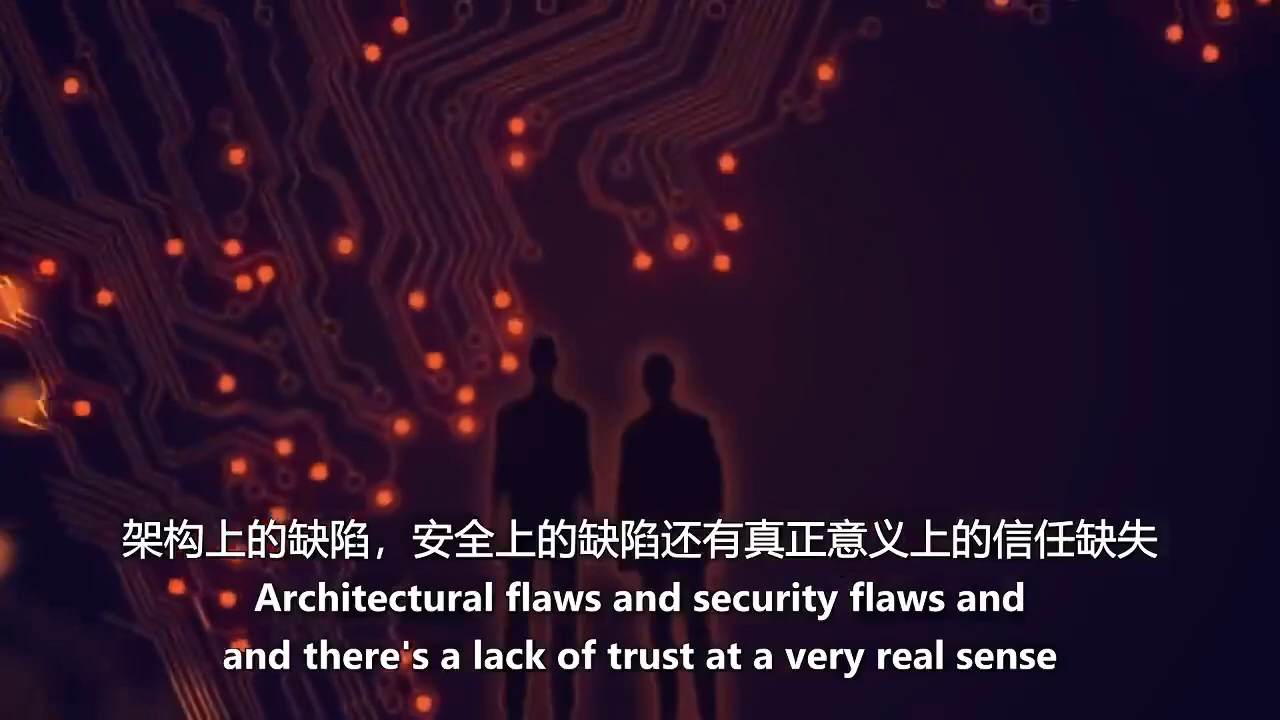 架构上的缺陷，安全上的缺陷还有真正意义上的信任缺失
Architectural flaws and security flaws and
and there's a lack of trust at a very real sense